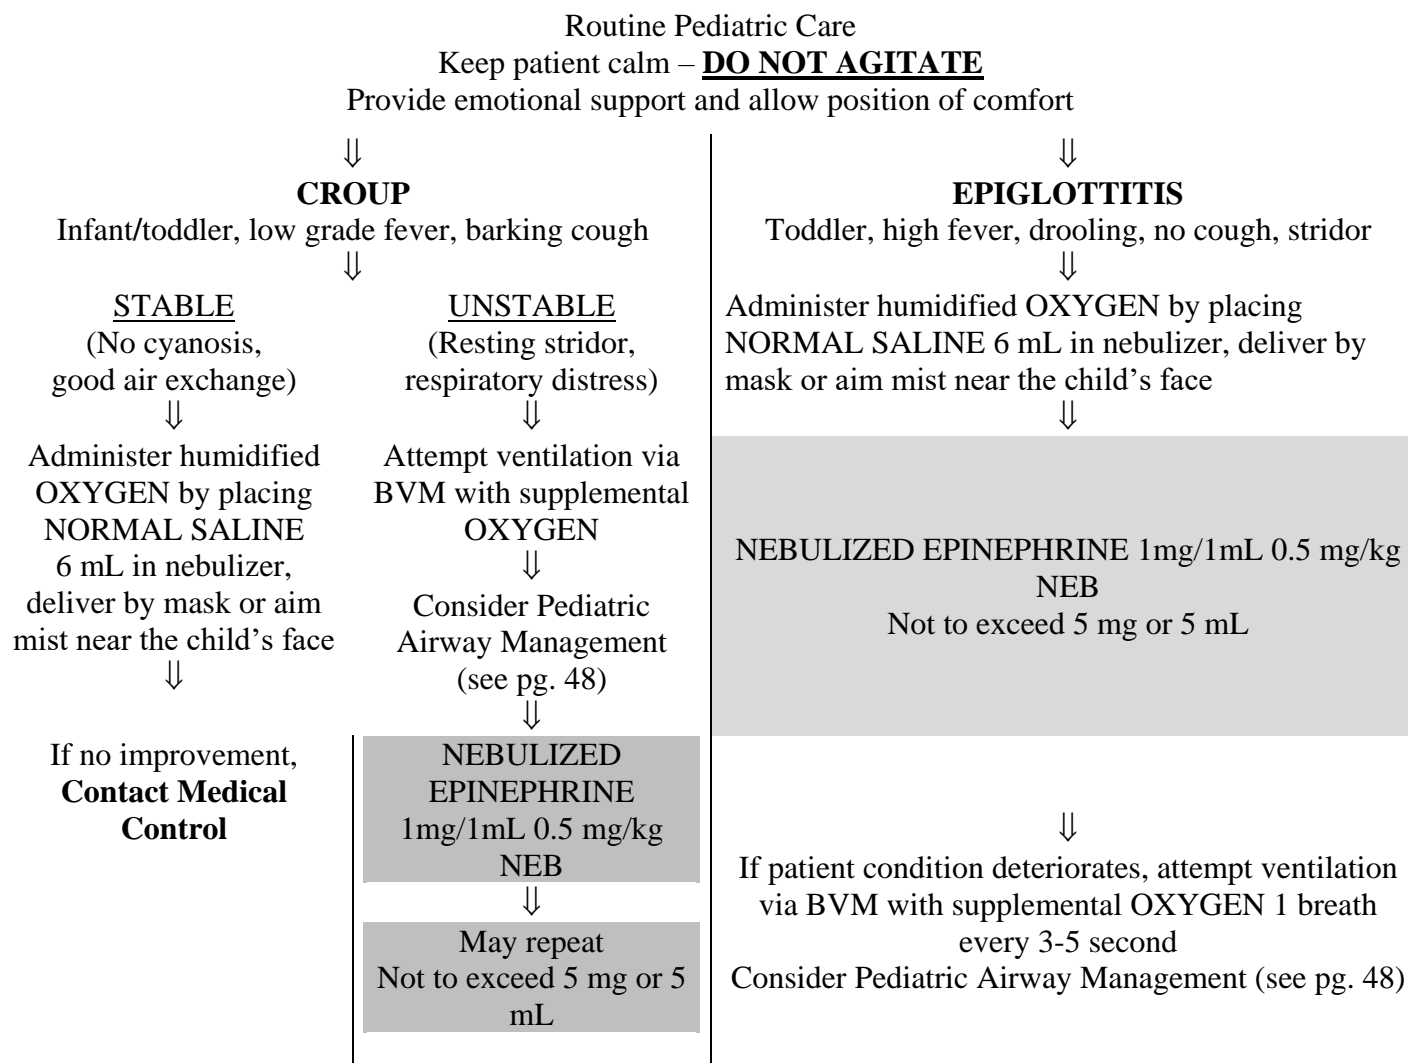 Routine Pediatric Care
Keep patient calm – DO NOT AGITATE
Provide emotional support and allow position of comfort
⇓
CROUP
Infant/toddler, low grade fever, barking cough
⇓
STABLE
(No cyanosis,
good air exchange)
⇓
Administer humidified
OXYGEN by placing
NORMAL SALINE
6 mL in nebulizer,
deliver by mask or aim
mist near the child’s face
⇓
If no improvement,
Contact Medical
Control
UNSTABLE
(Resting stridor,
respiratory distress)
⇓
Attempt ventilation via
BVM with supplemental
OXYGEN
⇓
Consider Pediatric
Airway Management
(see pg. 48)
⇓
NEBULIZED
EPINEPHRINE
1mg/1mL 0.5 mg/kg
NEB
⇓
May repeat
Not to exceed 5 mg or 5
mL
⇓
EPIGLOTTITIS
Toddler, high fever, drooling, no cough, stridor
⇓
Administer humidified OXYGEN by placing
NORMAL SALINE 6 mL in nebulizer, deliver by
mask or aim mist near the child’s face
⇓
NEBULIZED EPINEPHRINE 1mg/1mL 0.5 mg/kg
NEB
Not to exceed 5 mg or 5 mL
⇓
If patient condition deteriorates, attempt ventilation
via BVM with supplemental OXYGEN 1 breath
every 3-5 second
Consider Pediatric Airway Management (see pg. 48)